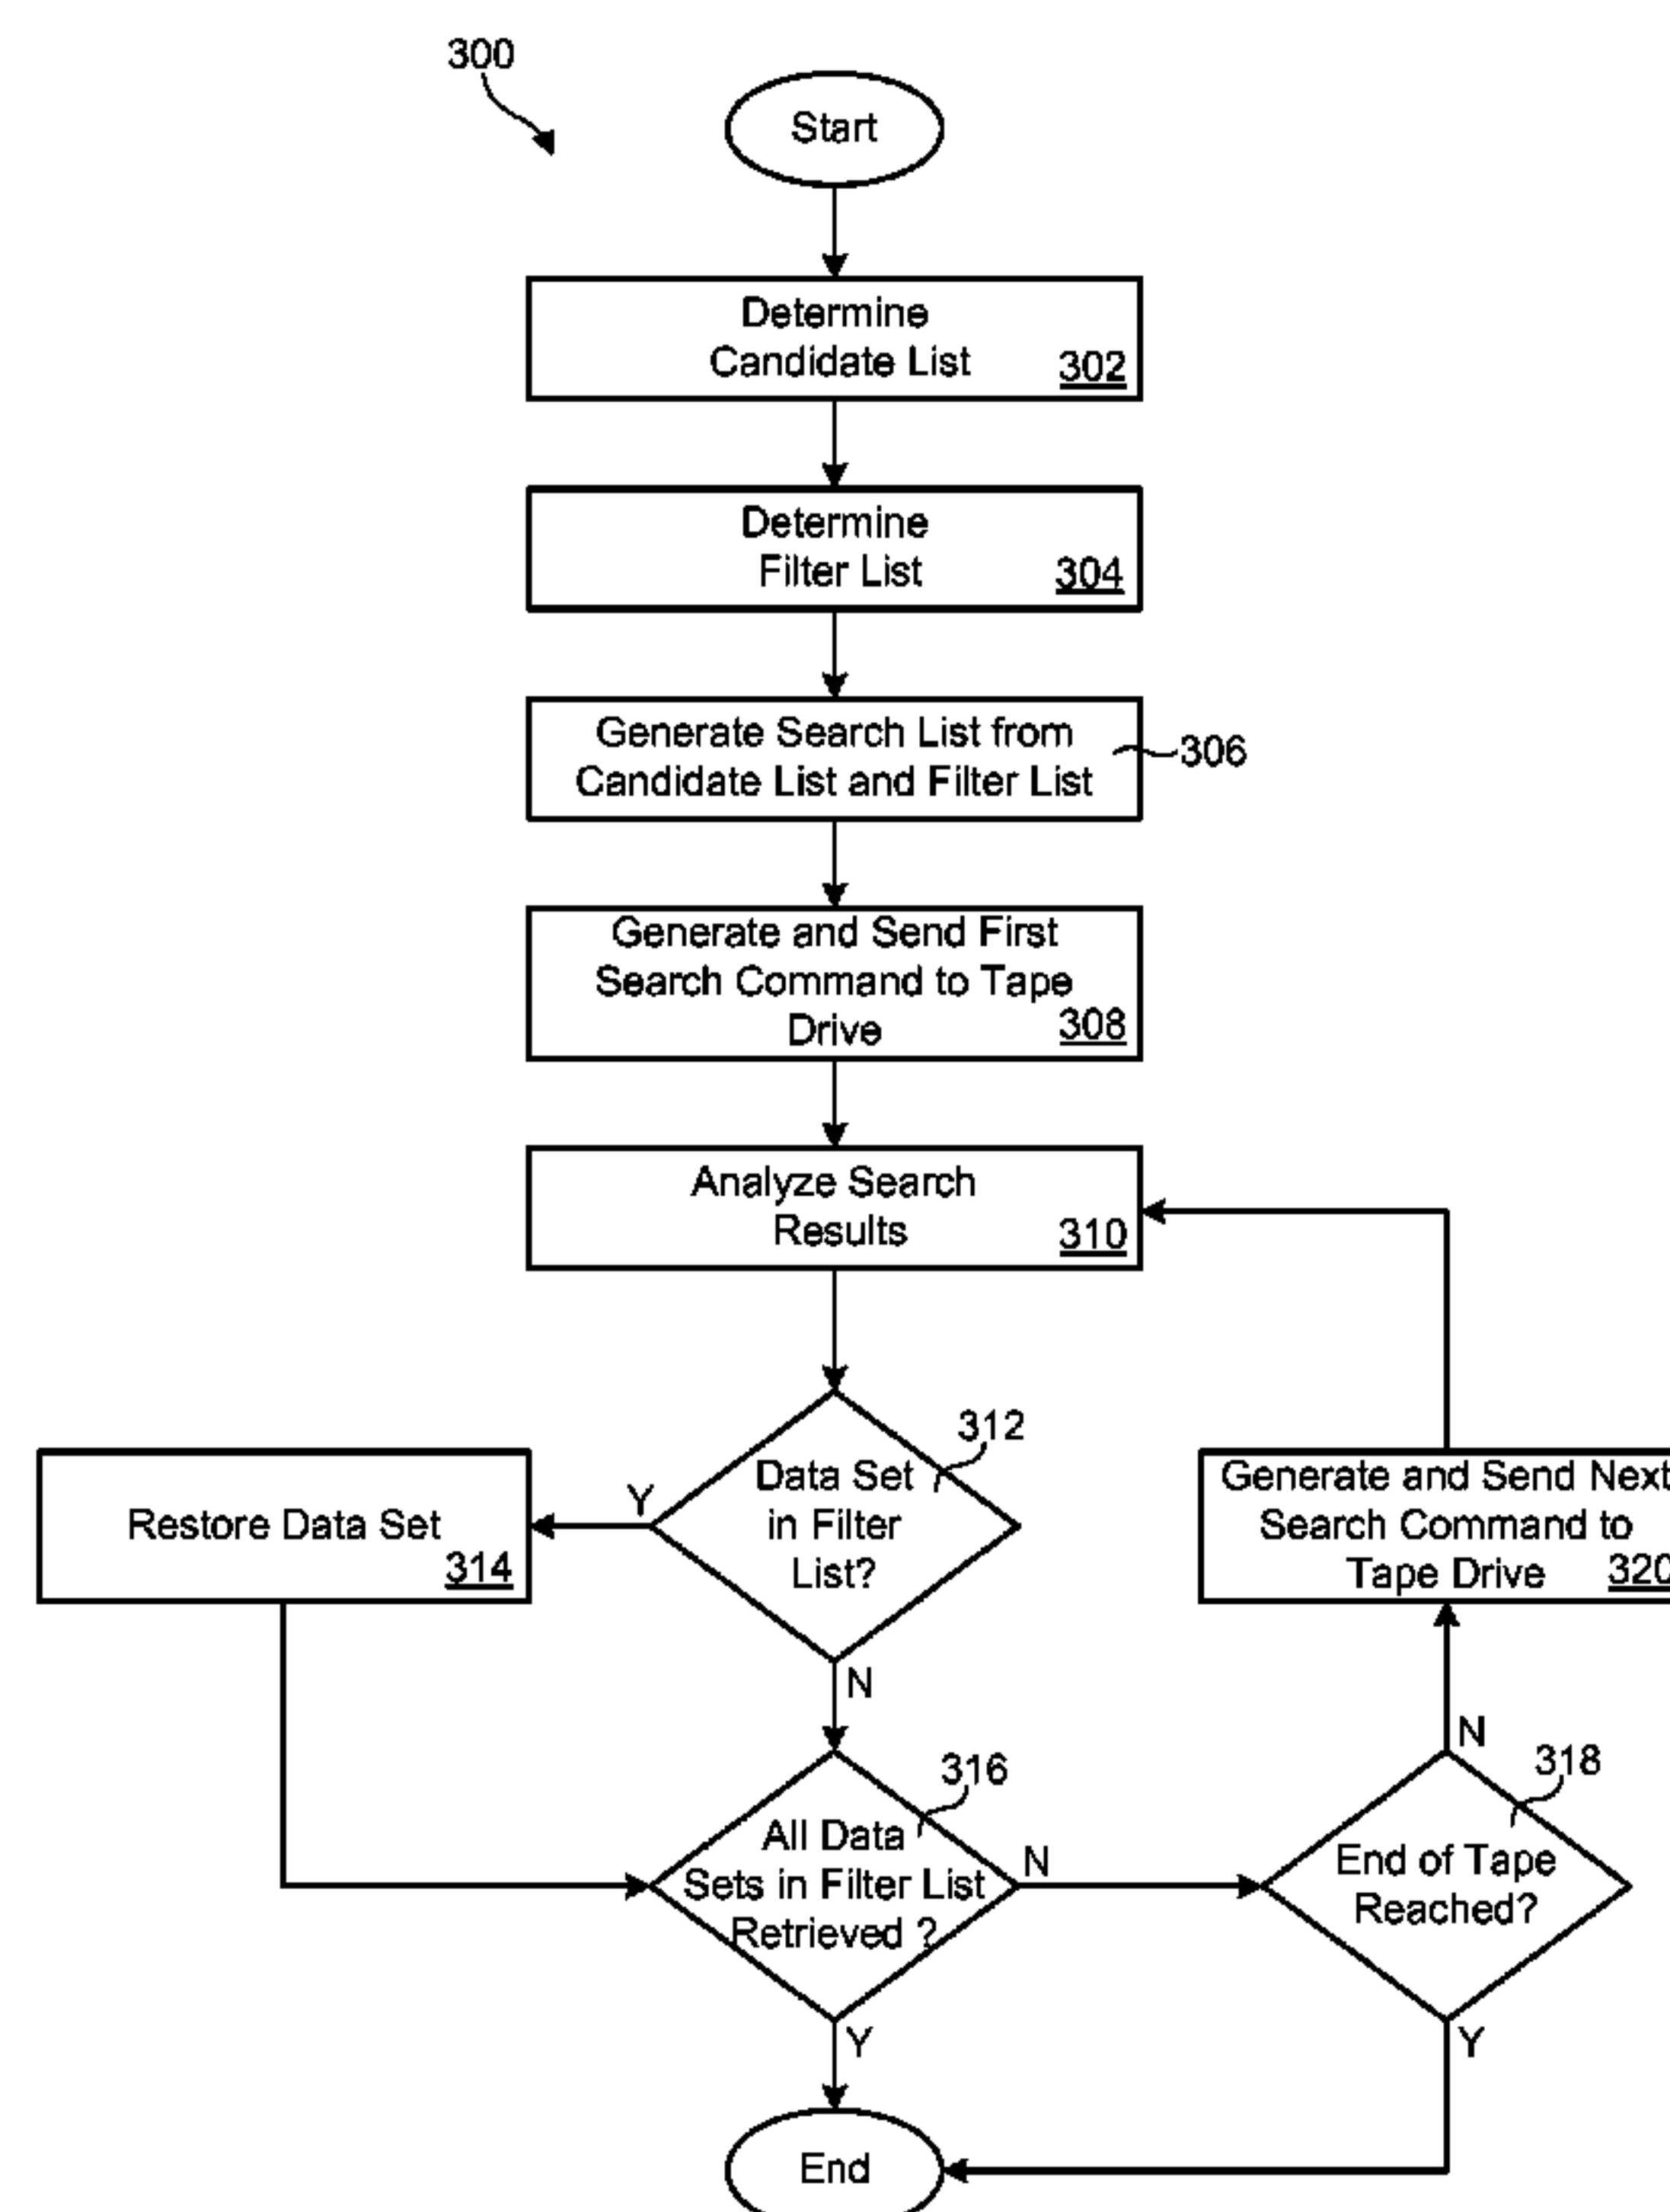 300
Start
Determine
Candidate List
302
Determine
Filter List
304
Generate Search List from
Candidate List and Filter List
306
Generate and Send First
Search Command to Tape
Drive
308
Analyze Search
Results
310
312
Data Set
in Filter
List?
Y
N
Restore Data Set
314
Generate and Send Next
Search Command to
Tape Drive
320
316
All Data
Sets in Filter List
Retrieved ?
N
Y
N
318
End of Tape
Reached?
Y
End